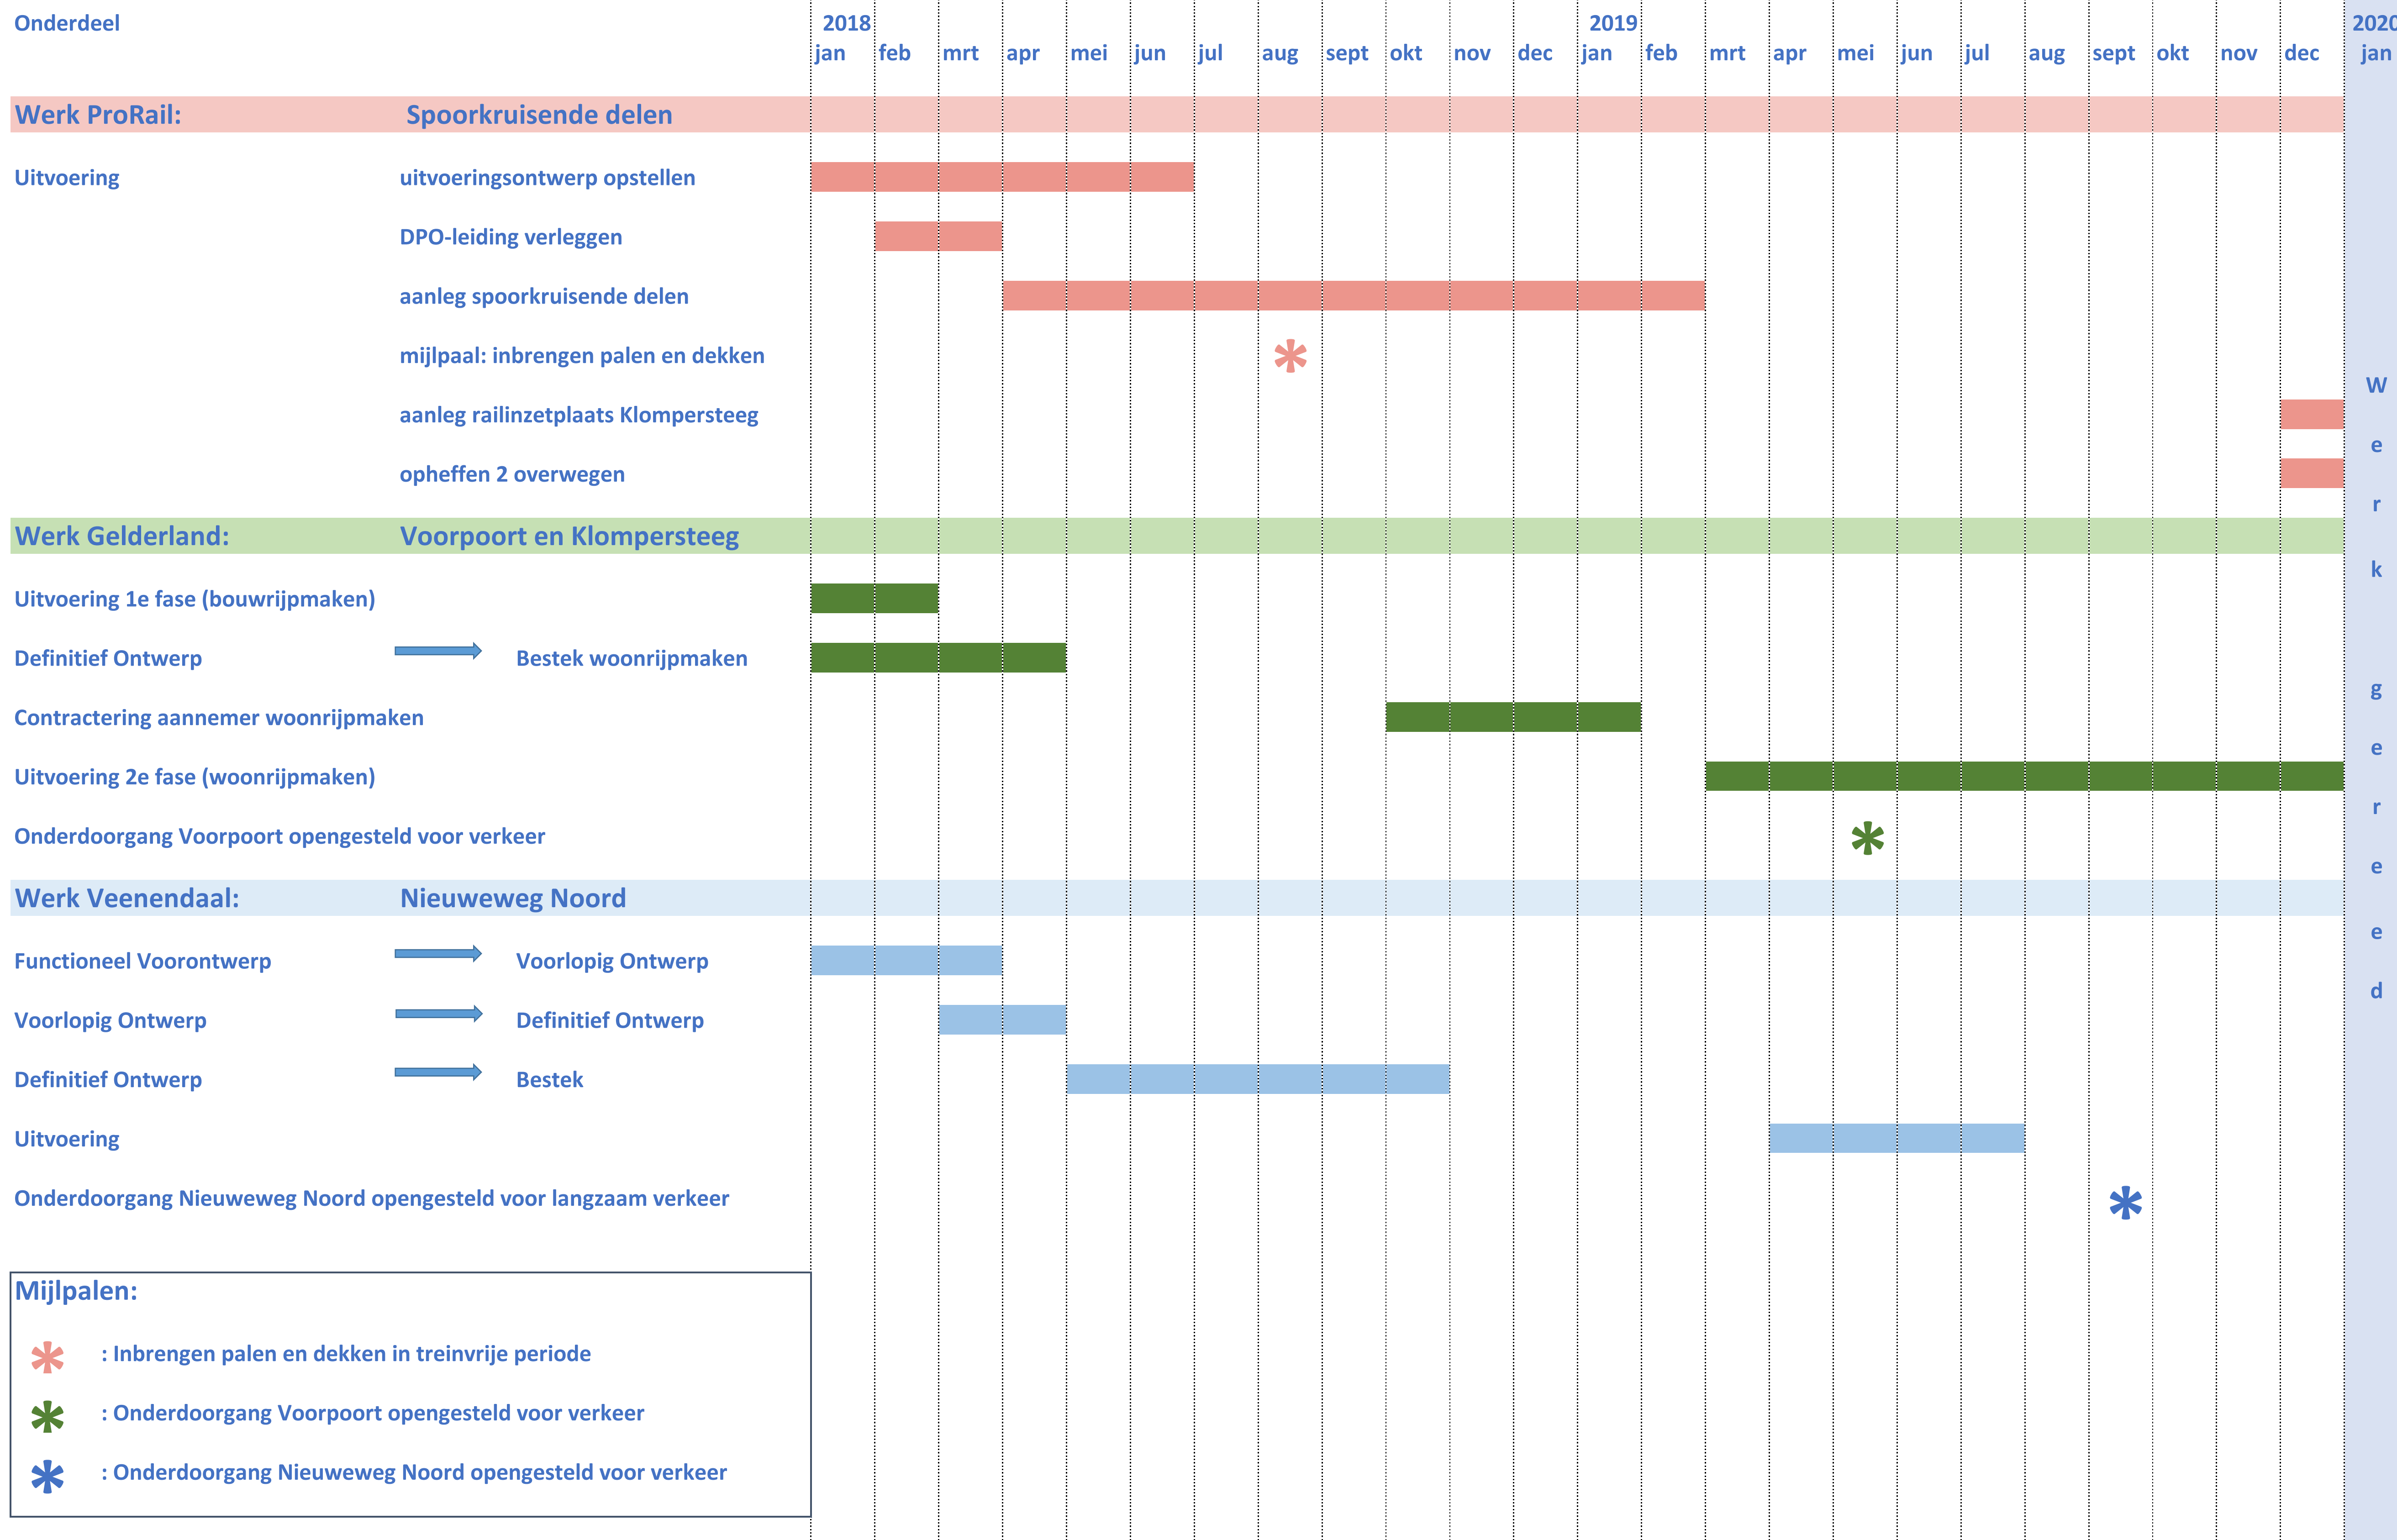 Onderdeel 2018 2019 2020
jan feb mrt apr mei jun jul aug sept okt nov dec jan feb mrt apr mei jun jul aug sept okt nov dec jan
Werk ProRail: Spoorkruisende delen
Uitvoering uitvoeringsontwerp opstellen
DPO-leiding verleggen
aanleg spoorkruisende delen
mijlpaal: inbrengen palen en dekken
aanleg railinzetplaats Klompersteeg
opheffen 2 overwegen
Werk Gelderland: Voorpoort en Klompersteeg
Uitvoering 1e fase (bouwrijpmaken)
Definitief Ontwerp Bestek woonrijpmaken
Contractering aannemer woonrijpmaken
Uitvoering 2e fase (woonrijpmaken)
Onderdoorgang Voorpoort opengesteld voor verkeer
Werk Veenendaal: Nieuweweg Noord
Functioneel Voorontwerp Voorlopig Ontwerp
Voorlopig Ontwerp Definitief Ontwerp
Definitief Ontwerp Bestek
Uitvoering
Onderdoorgang Nieuweweg Noord opengesteld voor langzaam verkeer
Werk gereed
Mijlpalen:
: Inbrengen palen en dekken in treinvrije periode
: Onderdoorgang Voorpoort opengesteld voor verkeer
: Onderdoorgang Nieuweweg Noord opengesteld voor verkeer